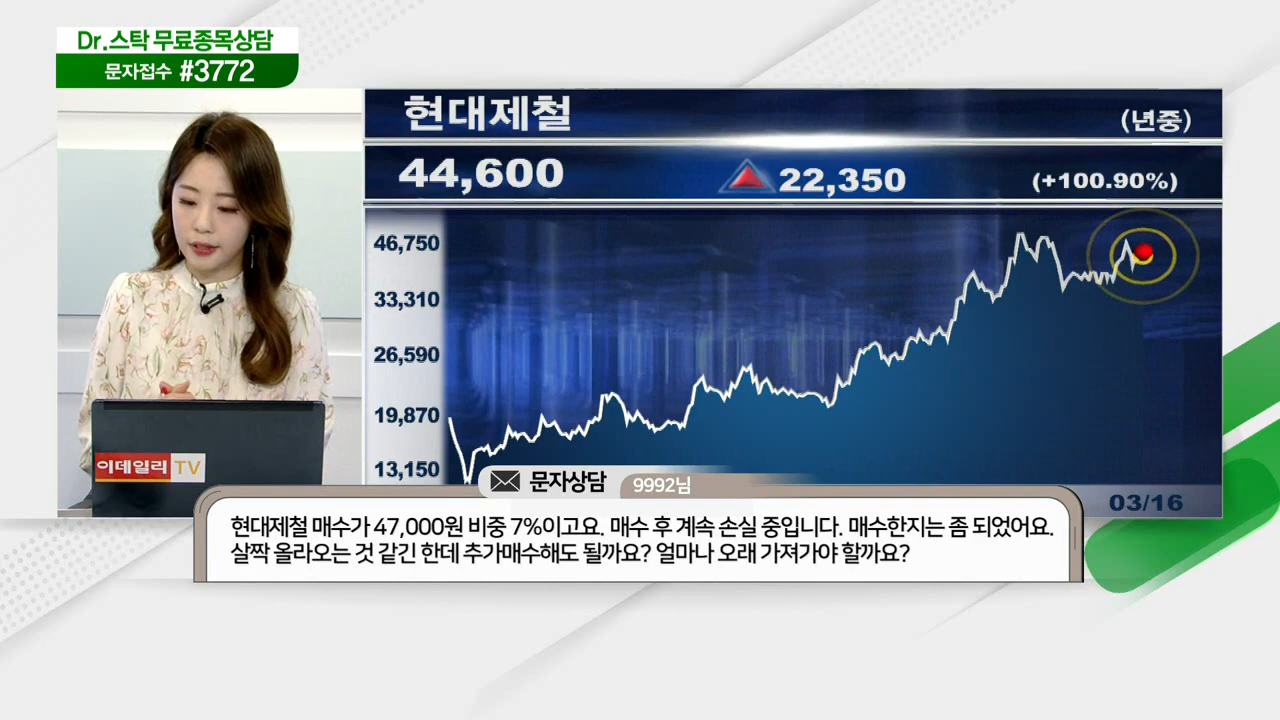 Dr.스탁 무료종목상담
문자접수 #3772
현대제철
(년중)
44,600
22,350
(+100.90%)
46,750
33,310
26,590
19,870
13,150
03/16
이데일리 TV
문자상담
9992님
현대제철 매수가 47,000원 비중 7%이고요. 매수 후 계속 손실 중입니다. 매수한지는 좀 되었어요.
살짝 올라오는 것 같긴 한데 추가매수해도 될까요? 얼마나 오래 가져가야 할까요?